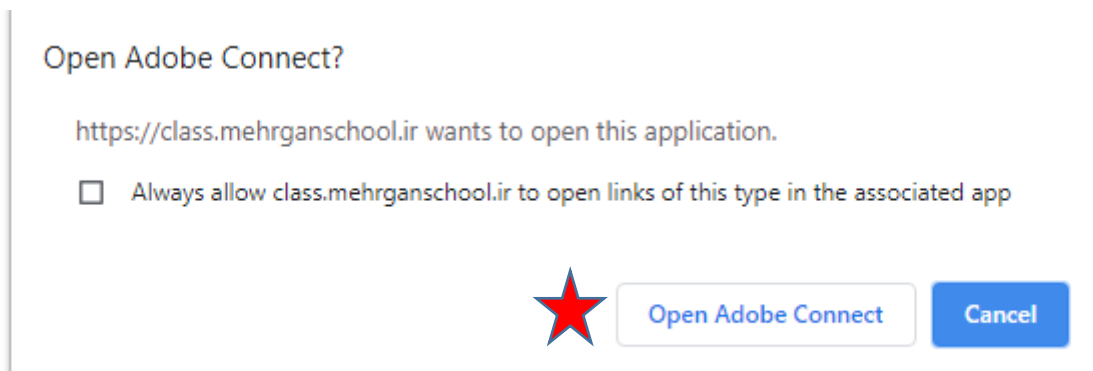 Open Adobe Connect?
https://class.mehrganschool.ir wants to open this application.
Always allow class.mehrganschool.ir to open links of this type in the associated app
Open Adobe Connect Cancel